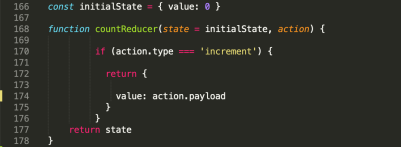 166 const initialState = { value: 0 }
167
168 function countReducer(state = initialState, action) {
169
170 if (action.type === 'increment') {
171
172 return {
173
174 value: action.payload
175 }
176 }
177 return state
178 }